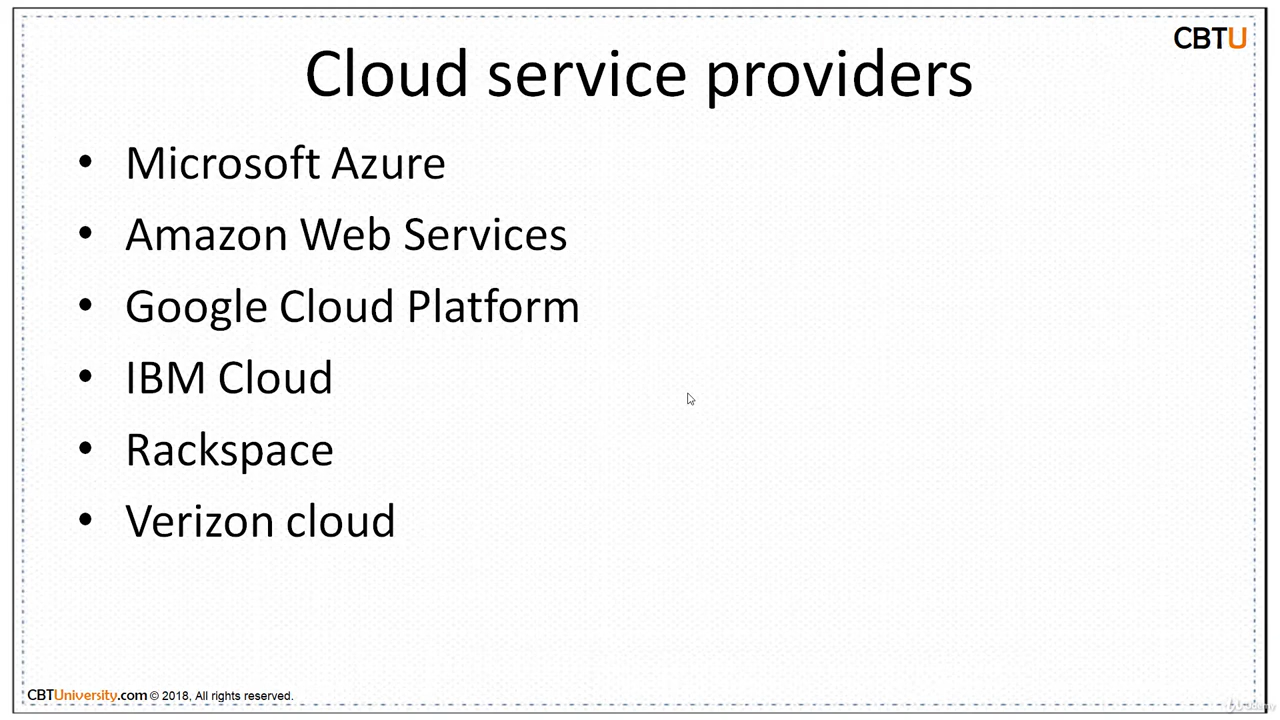 CBTU
Cloud service providers
• Microsoft Azure
• Amazon Web Services
• Google Cloud Platform
• IBM Cloud
• Rackspace
• Verizon cloud
CBTUniversity.com © 2018, All rights reserved.